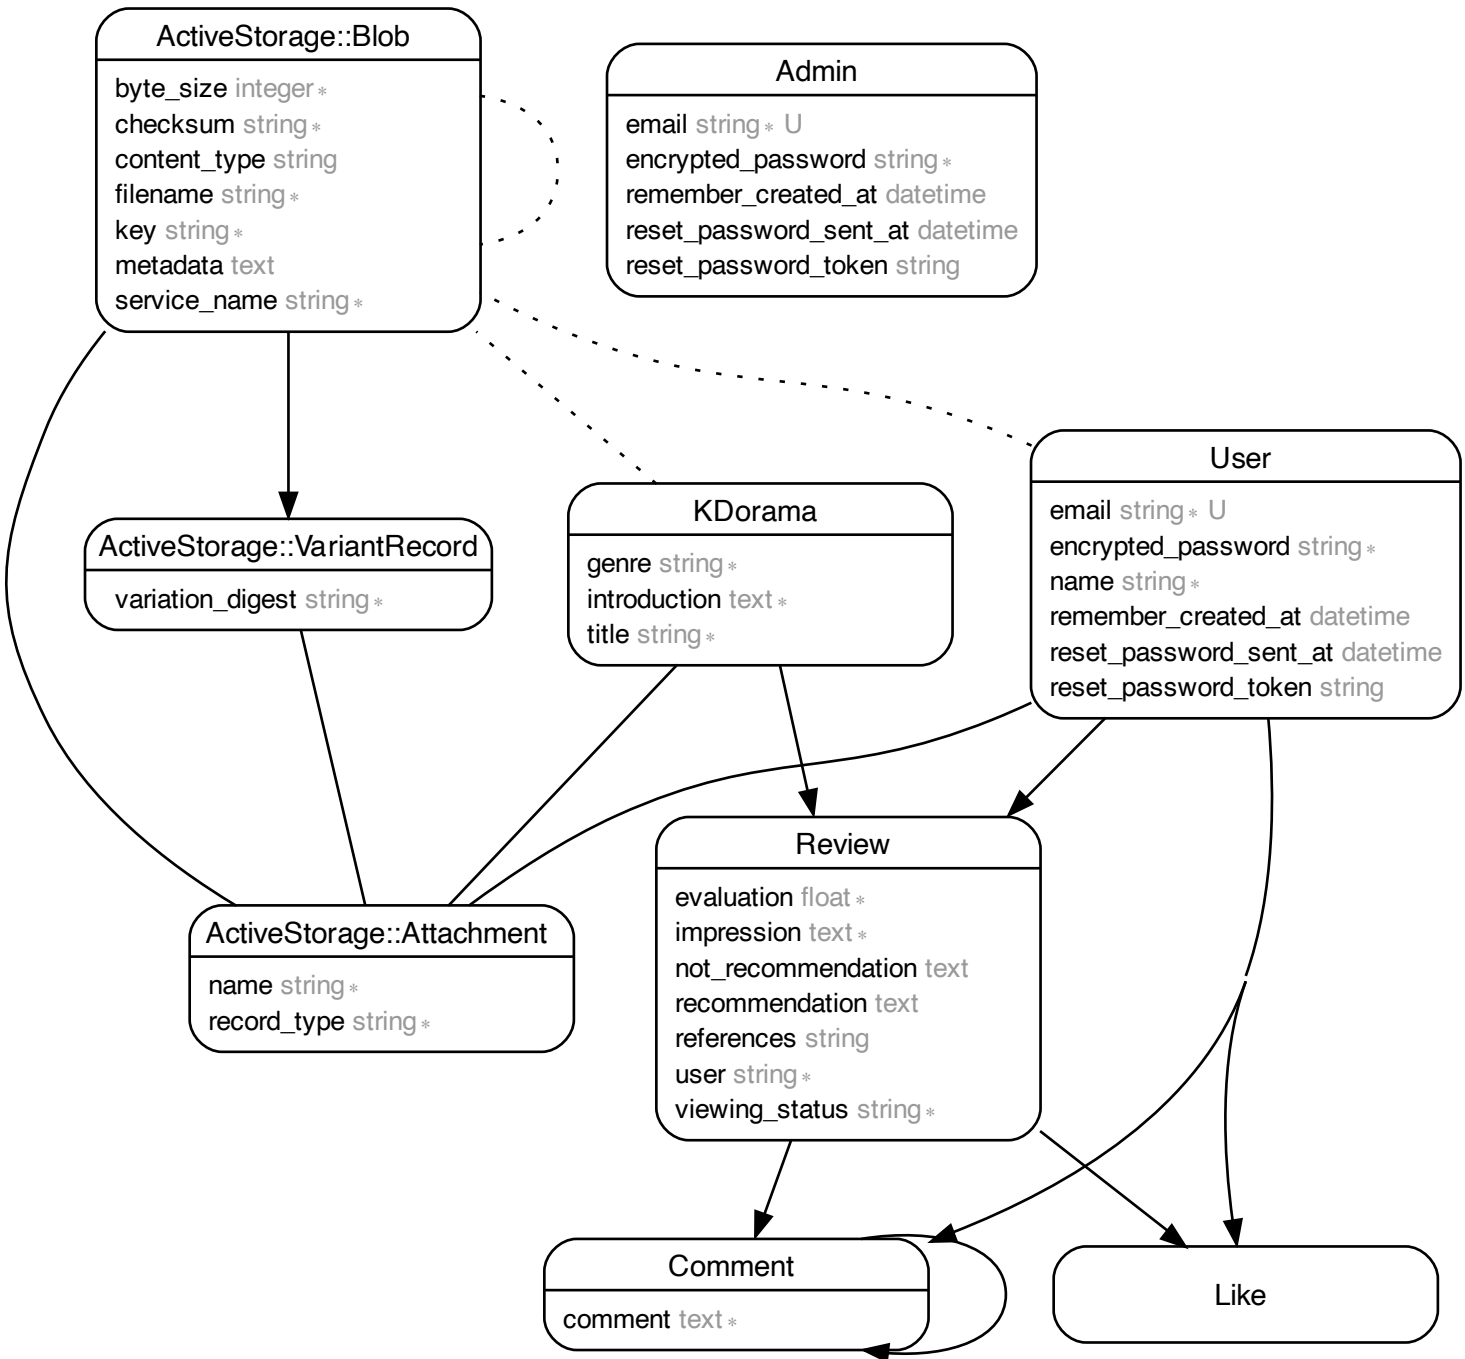 ActiveStorage::Blob
byte_size integer *
checksum string *
content_type string
filename string *
key string *
metadata text
service_name string *
Admin
email string * U
encrypted_password string *
remember_created_at datetime
reset_password_sent_at datetime
reset_password_token string
User
email string * U
encrypted_password string *
name string *
remember_created_at datetime
reset_password_sent_at datetime
reset_password_token string
KDorama
genre string *
introduction text *
title string *
ActiveStorage::VariantRecord
variation_digest string *
Review
evaluation float *
impression text *
not_recommendation text
recommendation text
references string
user string *
viewing_status string *
ActiveStorage::Attachment
name string *
record_type string *
Comment
comment text *
Like